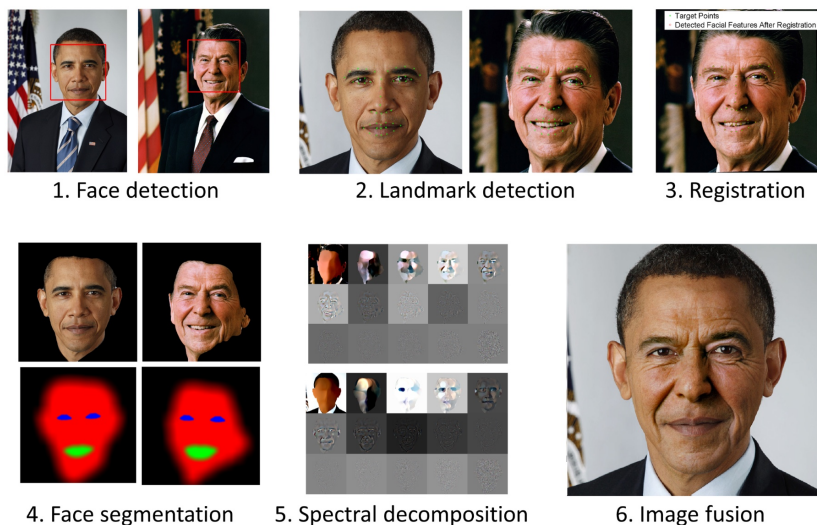 Target Points
Detected Facial Features After Registration
1. Face detection
2. Landmark detection
3. Registration
4. Face segmentation
5. Spectral decomposition
6. Image fusion